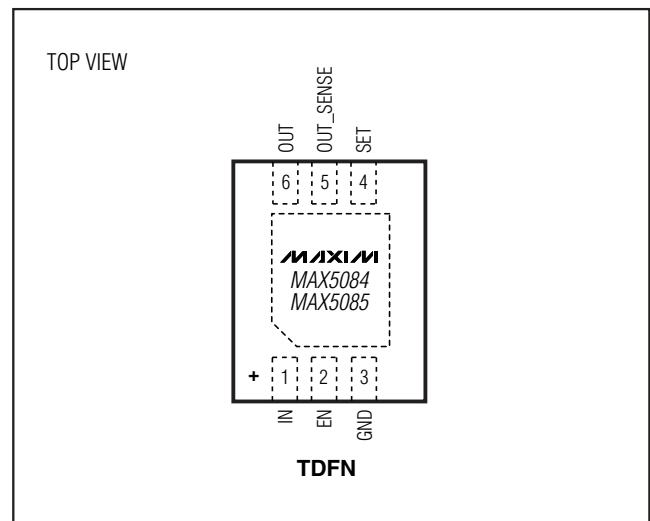 TOP VIEW
OUT
OUT_SENSE
SET
6 5 4
MAXIM
MAX5084
MAX5085
+ 1 2 3
IN
EN
GND
TDFN